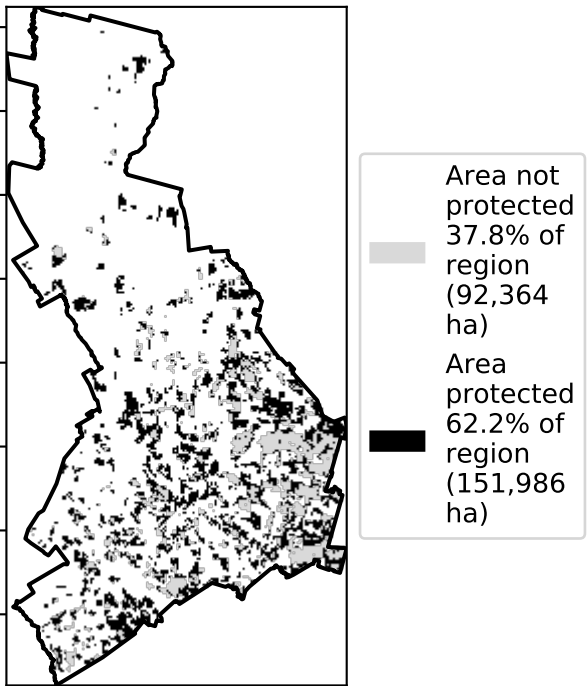 Area not
protected
37.8% of
region
(92,364
ha)
Area
protected
62.2% of
region
(151,986
ha)